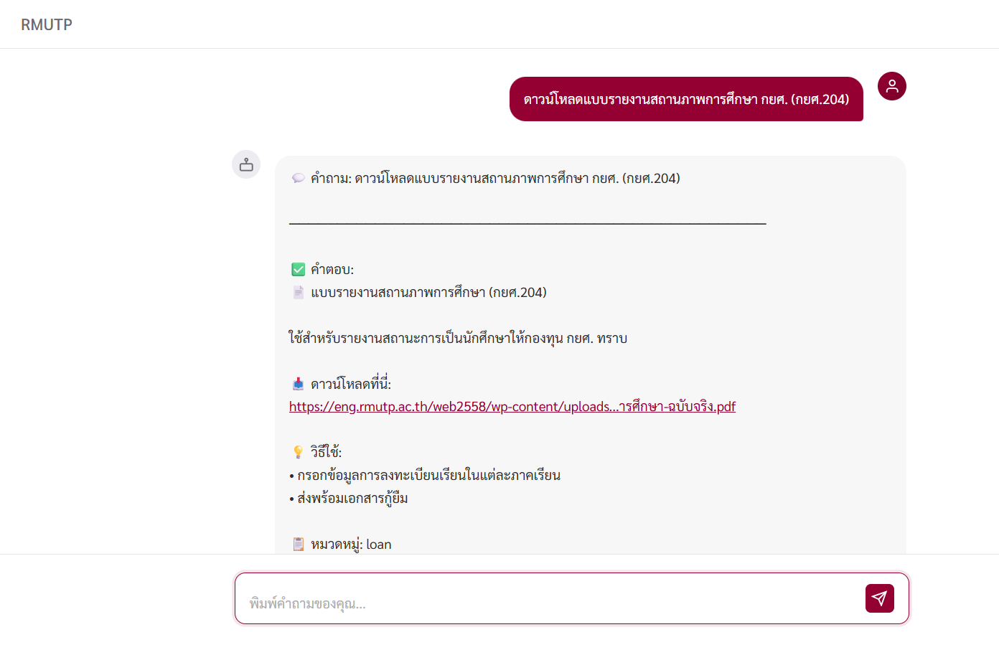 RMUTP
ดาวน์โหลดแบบรายงานสถานภาพการศึกษา กยศ. (กยศ.204)
💬 คำถาม: ดาวน์โหลดแบบรายงานสถานภาพการศึกษา กยศ. (กยศ.204)
✅ คำตอบ:
📄 แบบรายงานสถานภาพการศึกษา (กยศ.204)
ใช้สำหรับรายงานสถานะการเป็นนักศึกษาให้กองทุน กยศ. ทราบ
📥 ดาวน์โหลดที่นี่:
https://eng.rmutp.ac.th/web2558/wp-content/uploads...ารศึกษา-ฉบับจริง.pdf
💡 วิธีใช้:
• กรอกข้อมูลการลงทะเบียนเรียนในแต่ละภาคเรียน
• ส่งพร้อมเอกสารกู้ยืม
📋 หมวดหมู่: loan
พิมพ์คำถามของคุณ...